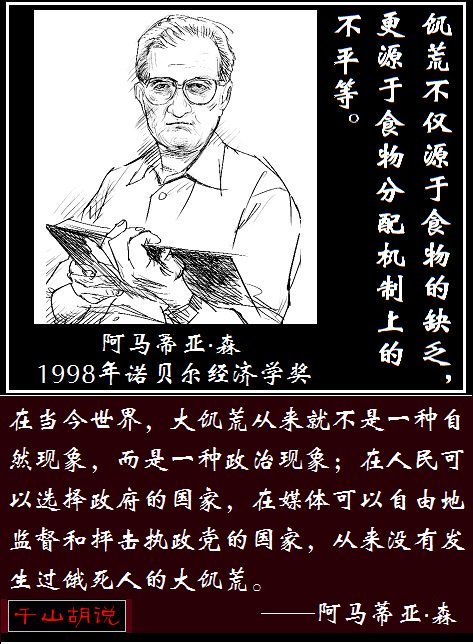 饥荒不仅源于食物的缺乏，
更源于食物分配机制上的
不平等。
阿马蒂亚·森
1998年诺贝尔经济学奖
在当今世界，大饥荒从来就不是一种自
然现象，而是一种政治现象；在人民可
以选择政府的国家，在媒体可以自由地
监督和抨击执政党的国家，从来没有发
生过饿死人的大饥荒。
——阿马蒂亚·森
千山胡说